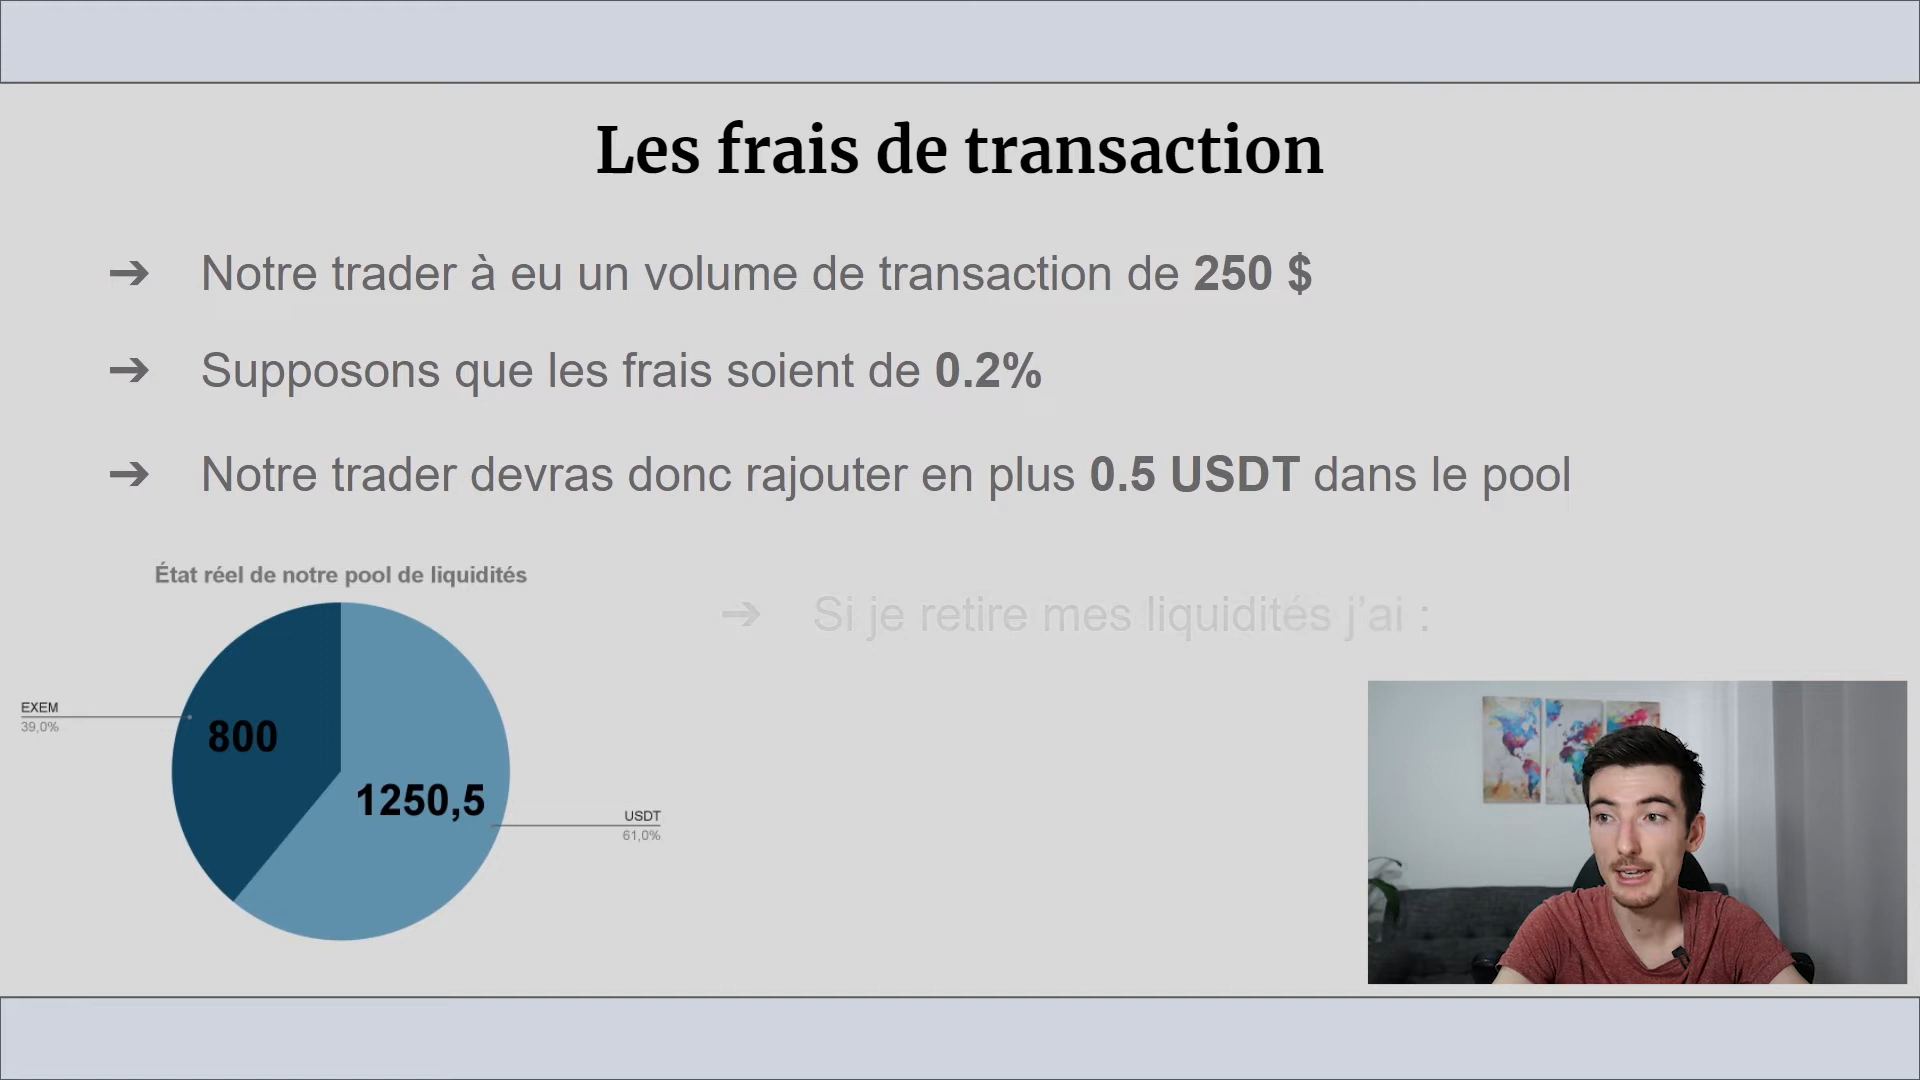 Les frais de transaction
➔ Notre trader à eu un volume de transaction de 250 $
➔ Supposons que les frais soient de 0.2%
➔ Notre trader devras donc rajouter en plus 0.5 USDT dans le pool
État réel de notre pool de liquidités
➔ Si je retire mes liquidités j’ai :
EXEM
39,0%
800
1250,5
USDT
61,0%